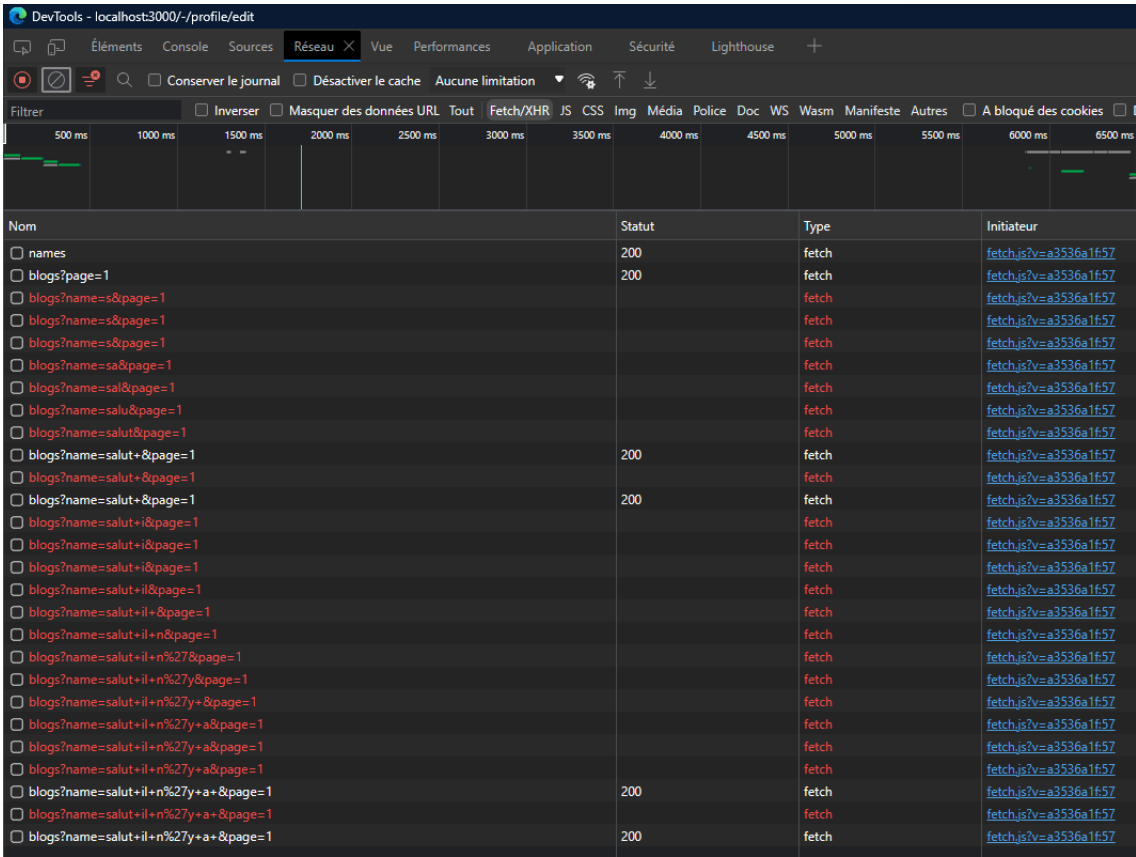 DevTools - localhost:3000/-/profile/edit
Éléments Console Sources Réseau Vue Performances Application Sécurité Lighthouse
Conserver le journal Désactiver le cache Aucune limitation
Filtrer Inverser Masquer des données URL Tout Fetch/XHR JS CSS Img Média Police Doc WS Wasm Manifeste Autres A bloqué des cookies
500 ms 1000 ms 1500 ms 2000 ms 2500 ms 3000 ms 3500 ms 4000 ms 4500 ms 5000 ms 5500 ms 6000 ms 6500 ms
Nom Statut Type Initiateur
names 200 fetch fetch.js?v=a3536a1f:57
blogs?page=1 200 fetch fetch.js?v=a3536a1f:57
blogs?name=s&page=1 fetch fetch.js?v=a3536a1f:57
blogs?name=s&page=1 fetch fetch.js?v=a3536a1f:57
blogs?name=s&page=1 fetch fetch.js?v=a3536a1f:57
blogs?name=sa&page=1 fetch fetch.js?v=a3536a1f:57
blogs?name=sal&page=1 fetch fetch.js?v=a3536a1f:57
blogs?name=salu&page=1 fetch fetch.js?v=a3536a1f:57
blogs?name=salut&page=1 fetch fetch.js?v=a3536a1f:57
blogs?name=salut+&page=1 200 fetch fetch.js?v=a3536a1f:57
blogs?name=salut+&page=1 fetch fetch.js?v=a3536a1f:57
blogs?name=salut+&page=1 200 fetch fetch.js?v=a3536a1f:57
blogs?name=salut+i&page=1 fetch fetch.js?v=a3536a1f:57
blogs?name=salut+i&page=1 fetch fetch.js?v=a3536a1f:57
blogs?name=salut+i&page=1 fetch fetch.js?v=a3536a1f:57
blogs?name=salut+il&page=1 fetch fetch.js?v=a3536a1f:57
blogs?name=salut+il+&page=1 fetch fetch.js?v=a3536a1f:57
blogs?name=salut+il+n&page=1 fetch fetch.js?v=a3536a1f:57
blogs?name=salut+il+n%27&page=1 fetch fetch.js?v=a3536a1f:57
blogs?name=salut+il+n%27y&page=1 fetch fetch.js?v=a3536a1f:57
blogs?name=salut+il+n%27y+&page=1 fetch fetch.js?v=a3536a1f:57
blogs?name=salut+il+n%27y+a&page=1 fetch fetch.js?v=a3536a1f:57
blogs?name=salut+il+n%27y+a&page=1 fetch fetch.js?v=a3536a1f:57
blogs?name=salut+il+n%27y+a&page=1 fetch fetch.js?v=a3536a1f:57
blogs?name=salut+il+n%27y+a+&page=1 200 fetch fetch.js?v=a3536a1f:57
blogs?name=salut+il+n%27y+a+&page=1 fetch fetch.js?v=a3536a1f:57
blogs?name=salut+il+n%27y+a+&page=1 200 fetch fetch.js?v=a3536a1f:57